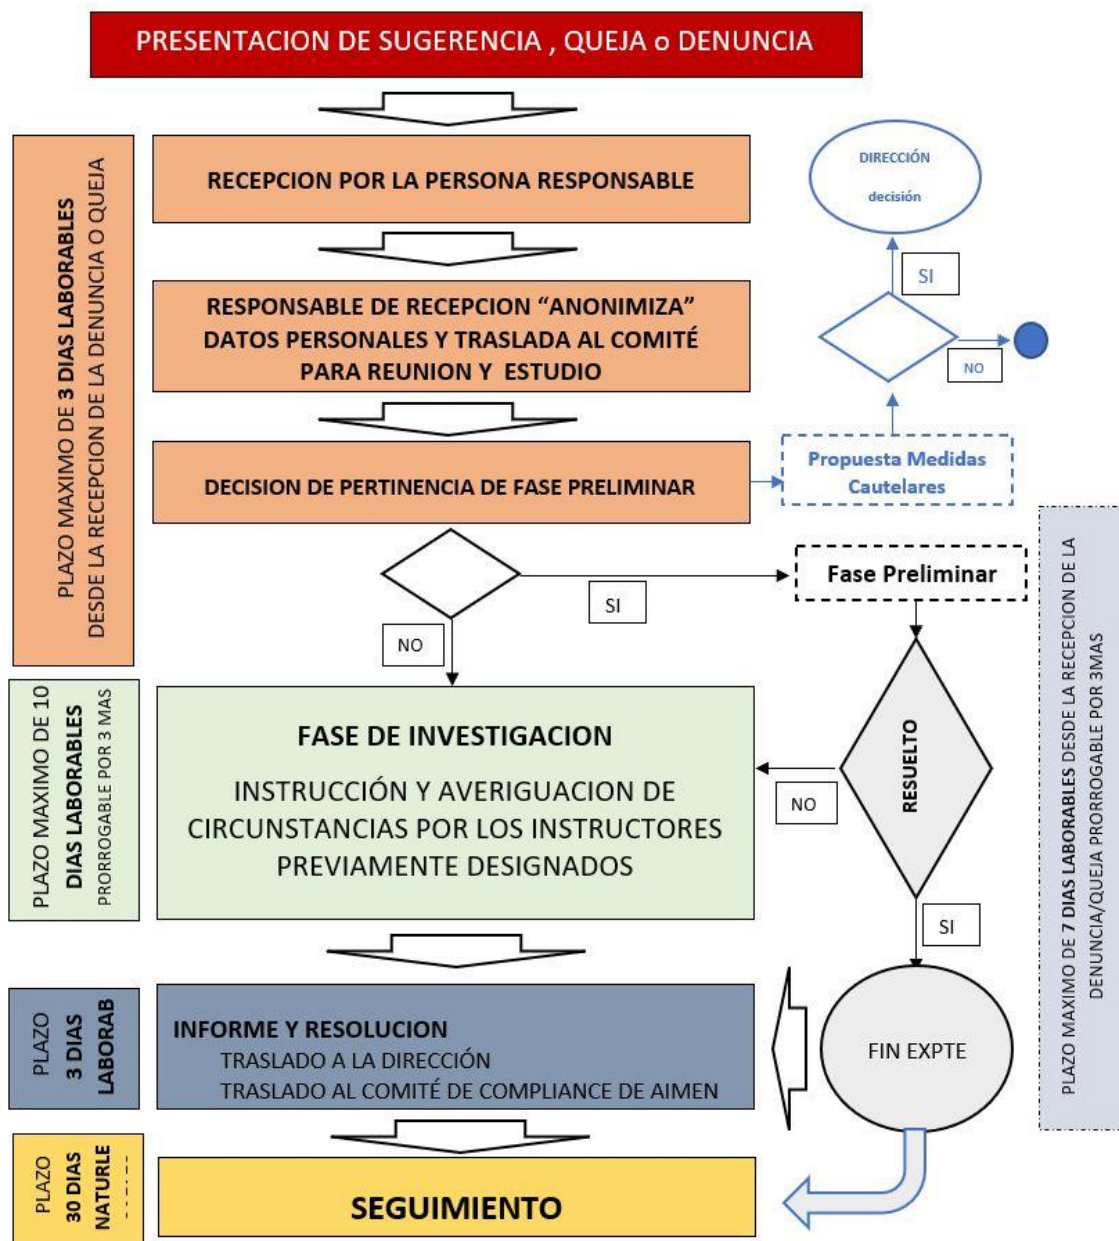 PRESENTACION DE SUGERENCIA , QUEJA o DENUNCIA
PLAZO MAXIMO DE 3 DIAS LABORABLES
DESDE LA RECEPCION DE LA DENUNCIA O QUEJA
RECEPCION POR LA PERSONA RESPONSABLE
RESPONSABLE DE RECEPCION “ANONIMIZA”
DATOS PERSONALES Y TRASLADA AL COMITÉ
PARA REUNION Y ESTUDIO
DECISION DE PERTINENCIA DE FASE PRELIMINAR
DIRECCIÓN
decisión
SI
NO
Propuesta Medidas
Cautelares
SI
NO
Fase Preliminar
RESUELTO
NO
SI
PLAZO MAXIMO DE 7 DIAS LABORABLES DESDE LA RECEPCION DE LA
DENUNCIA/QUEJA PRORROGABLE POR 3MAS
PLAZO MAXIMO DE 10
DIAS LABORABLES
PRORROGABLE POR 3 MAS
FASE DE INVESTIGACION
INSTRUCCIÓN Y AVERIGUACION DE
CIRCUNSTANCIAS POR LOS INSTRUCTORES
PREVIAMENTE DESIGNADOS
PLAZO
3 DIAS
LABORAB
INFORME Y RESOLUCION
TRASLADO A LA DIRECCIÓN
TRASLADO AL COMITÉ DE COMPLIANCE DE AIMEN
FIN EXPTE
PLAZO
30 DIAS
NATURLE
SEGUIMIENTO